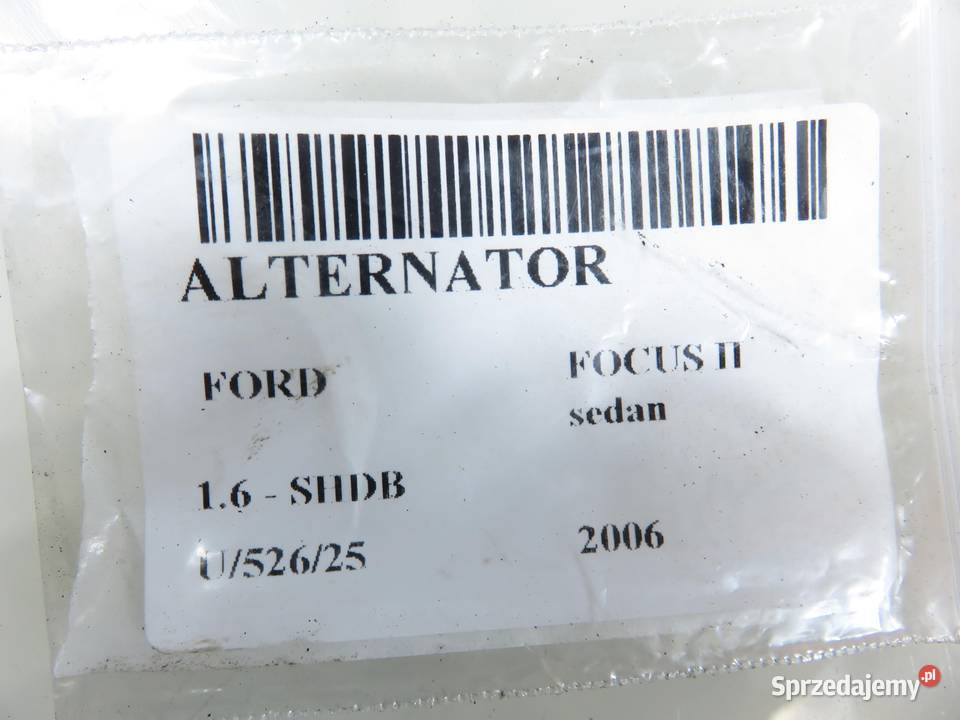 ALTERNATOR
FORD
FOCUS II
sedan
1.6 - SHDB
U/526/25
2006
Sprzedajemy.pl